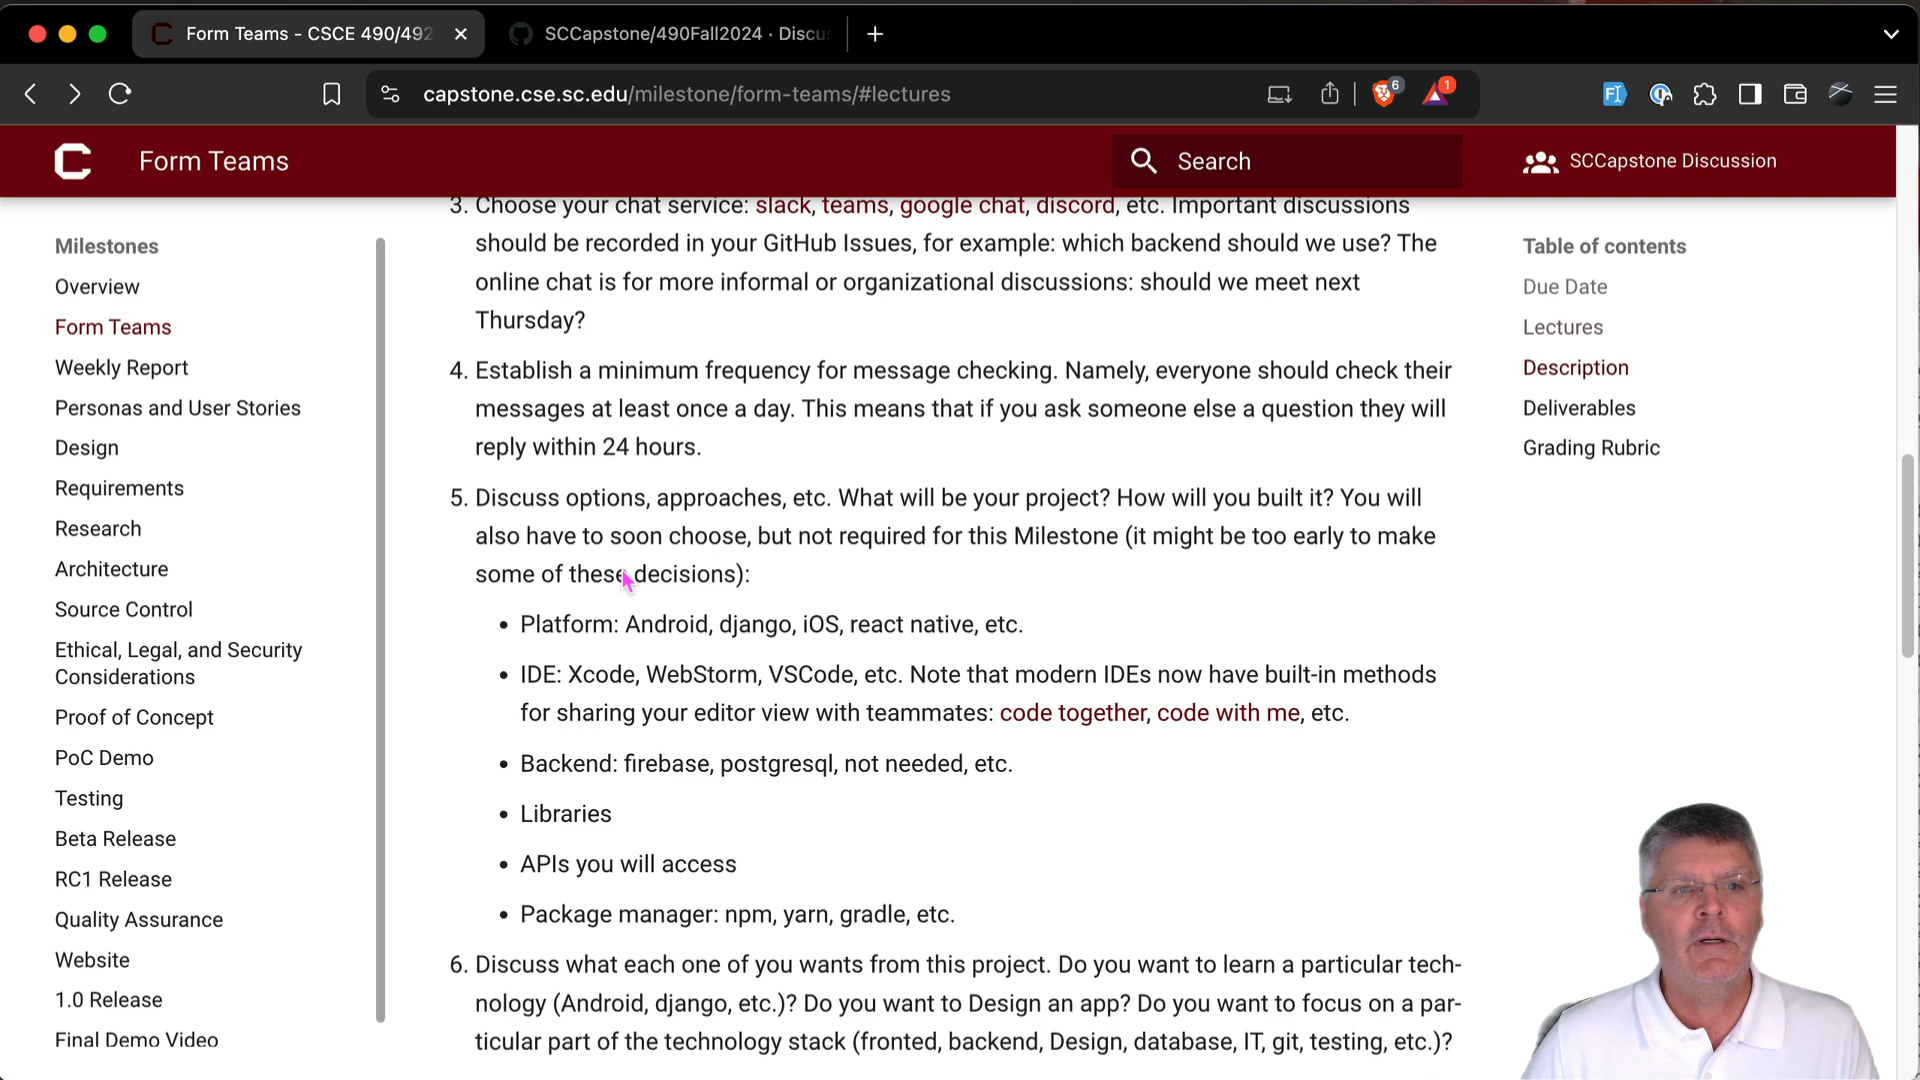 Form Teams - CSCE 490/492
SCCapstone/490Fall2024 · Discu
capstone.cse.sc.edu/milestone/form-teams/#lectures
6
1
C
Form Teams
Search
SCCapstone Discussion
Milestones
Overview
Form Teams
Weekly Report
Personas and User Stories
Design
Requirements
Research
Architecture
Source Control
Ethical, Legal, and Security
Considerations
Proof of Concept
PoC Demo
Testing
Beta Release
RC1 Release
Quality Assurance
Website
1.0 Release
Final Demo Video
3. Choose your chat service: slack, teams, google chat, discord, etc. Important discussions
should be recorded in your GitHub Issues, for example: which backend should we use? The
online chat is for more informal or organizational discussions: should we meet next
Thursday?
4. Establish a minimum frequency for message checking. Namely, everyone should check their
messages at least once a day. This means that if you ask someone else a question they will
reply within 24 hours.
5. Discuss options, approaches, etc. What will be your project? How will you built it? You will
also have to soon choose, but not required for this Milestone (it might be too early to make
some of these decisions):
• Platform: Android, django, iOS, react native, etc.
• IDE: Xcode, WebStorm, VSCode, etc. Note that modern IDEs now have built-in methods
for sharing your editor view with teammates: code together, code with me, etc.
• Backend: firebase, postgresql, not needed, etc.
• Libraries
• APIs you will access
• Package manager: npm, yarn, gradle, etc.
6. Discuss what each one of you wants from this project. Do you want to learn a particular tech-
nology (Android, django, etc.)? Do you want to Design an app? Do you want to focus on a par-
ticular part of the technology stack (fronted, backend, Design, database, IT, git, testing, etc.)?
Table of contents
Due Date
Lectures
Description
Deliverables
Grading Rubric